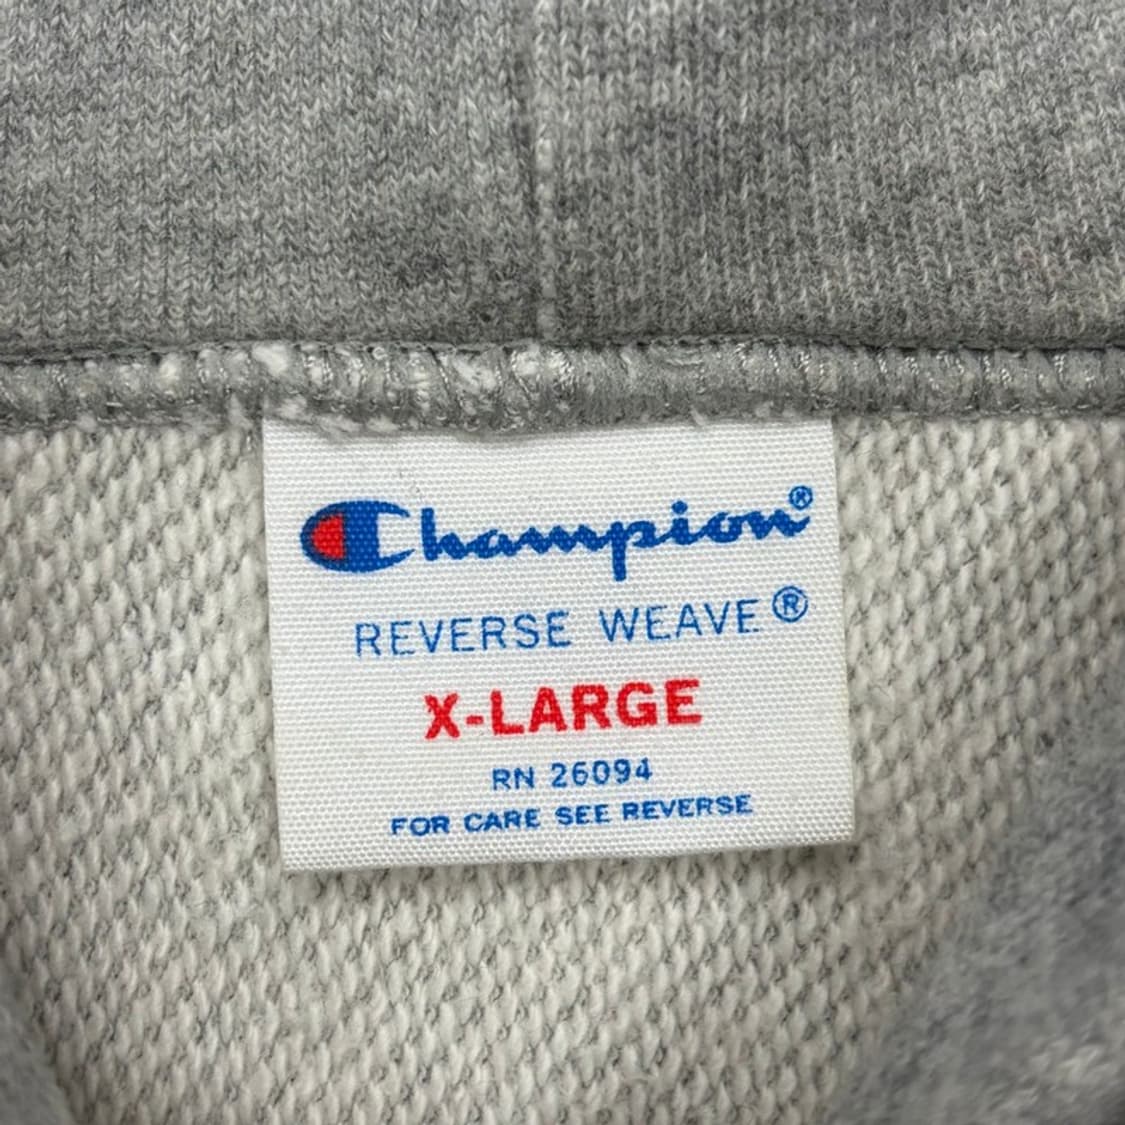 Champion®
REVERSE WEAVE®
X-LARGE
RN 26094
FOR CARE SEE REVERSE